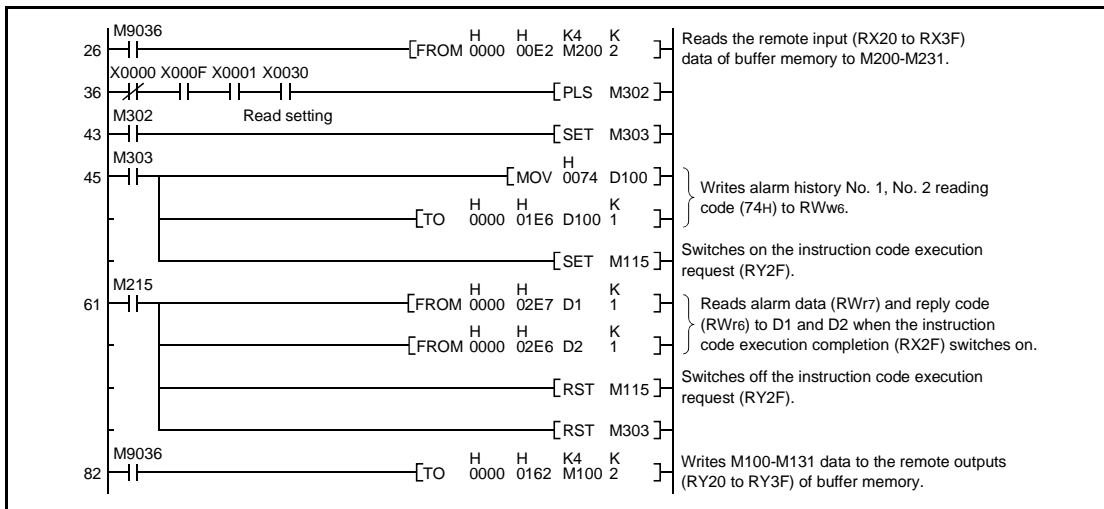 M9036
26 FROM H 0000 H 00E2 K4 M200 K 2
Reads the remote input (RX20 to RX3F)
data of buffer memory to M200-M231.
X0000 X000F X0001 X0030
36 PLS M302
Read setting
M302
43 SET M303
M303
45 MOV H 0074 D100
TO H 0000 H 01E6 D100 K 1
Writes alarm history No. 1, No. 2 reading
code (74H) to RWw6.
SET M115
Switches on the instruction code execution
request (RY2F).
M215
61 FROM H 0000 H 02E7 D1 K 1
FROM H 0000 H 02E6 D2 K 1
Reads alarm data (RWr7) and reply code
(RWr6) to D1 and D2 when the instruction
code execution completion (RX2F) switches on.
RST M115
Switches off the instruction code execution
request (RY2F).
RST M303
M9036
82 TO H 0000 H 0162 K4 M100 K 2
Writes M100-M131 data to the remote outputs
(RY20 to RY3F) of buffer memory.